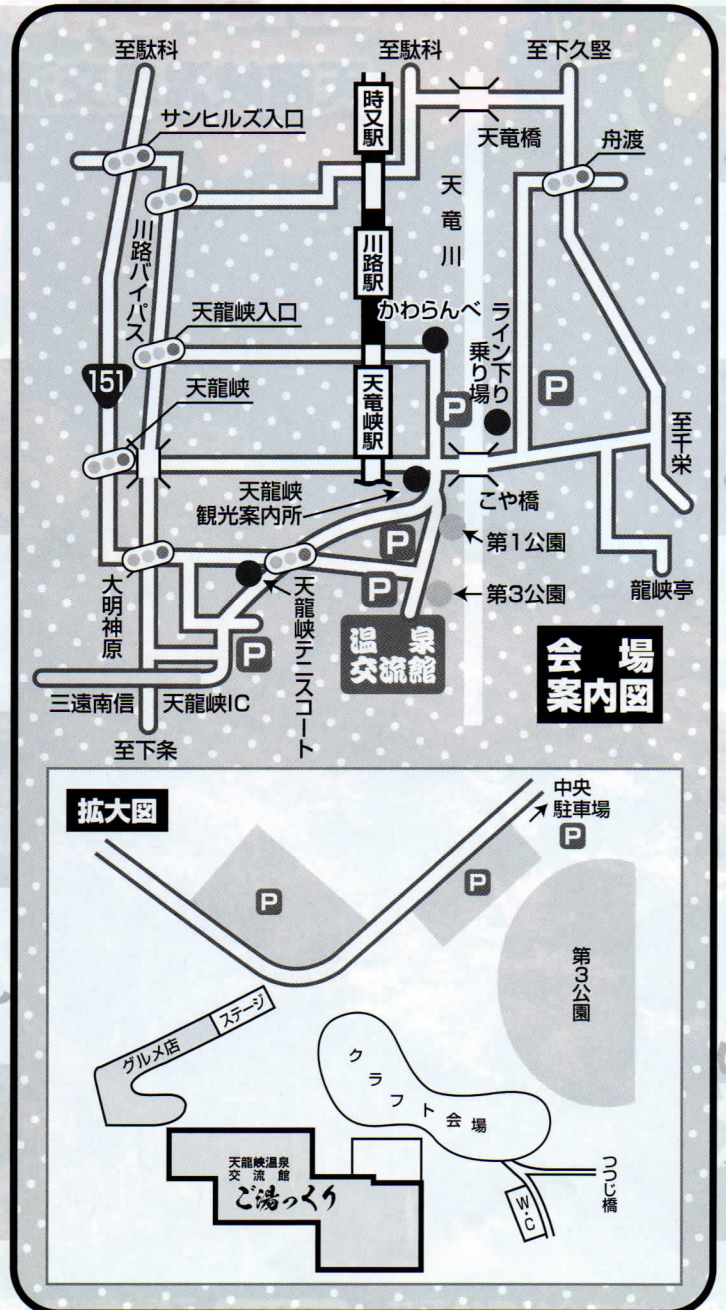 至駄科
至駄科
至下久堅
サンヒルズ入口
時又駅
天竜橋
舟渡
川路バイパス
天竜川
川路駅
天龍峡入口
かわらんべ
ライン下り
乗り場
151
P
天龍峡
天竜峡駅
P
至千栄
天龍峡
観光案内所
こや橋
P
第1公園
大明神原
P
第3公園
龍峡亭
天龍峡テニスコート
P
温泉
交流館
会場
案内図
三遠南信
天龍峡IC
至下条
拡大図
中央
駐車場
P
P
P
第3公園
ステージ
グルメ店
クラフト会場
天龍峡温泉
交流館
ご湯っくり
つつじ橋
W.C